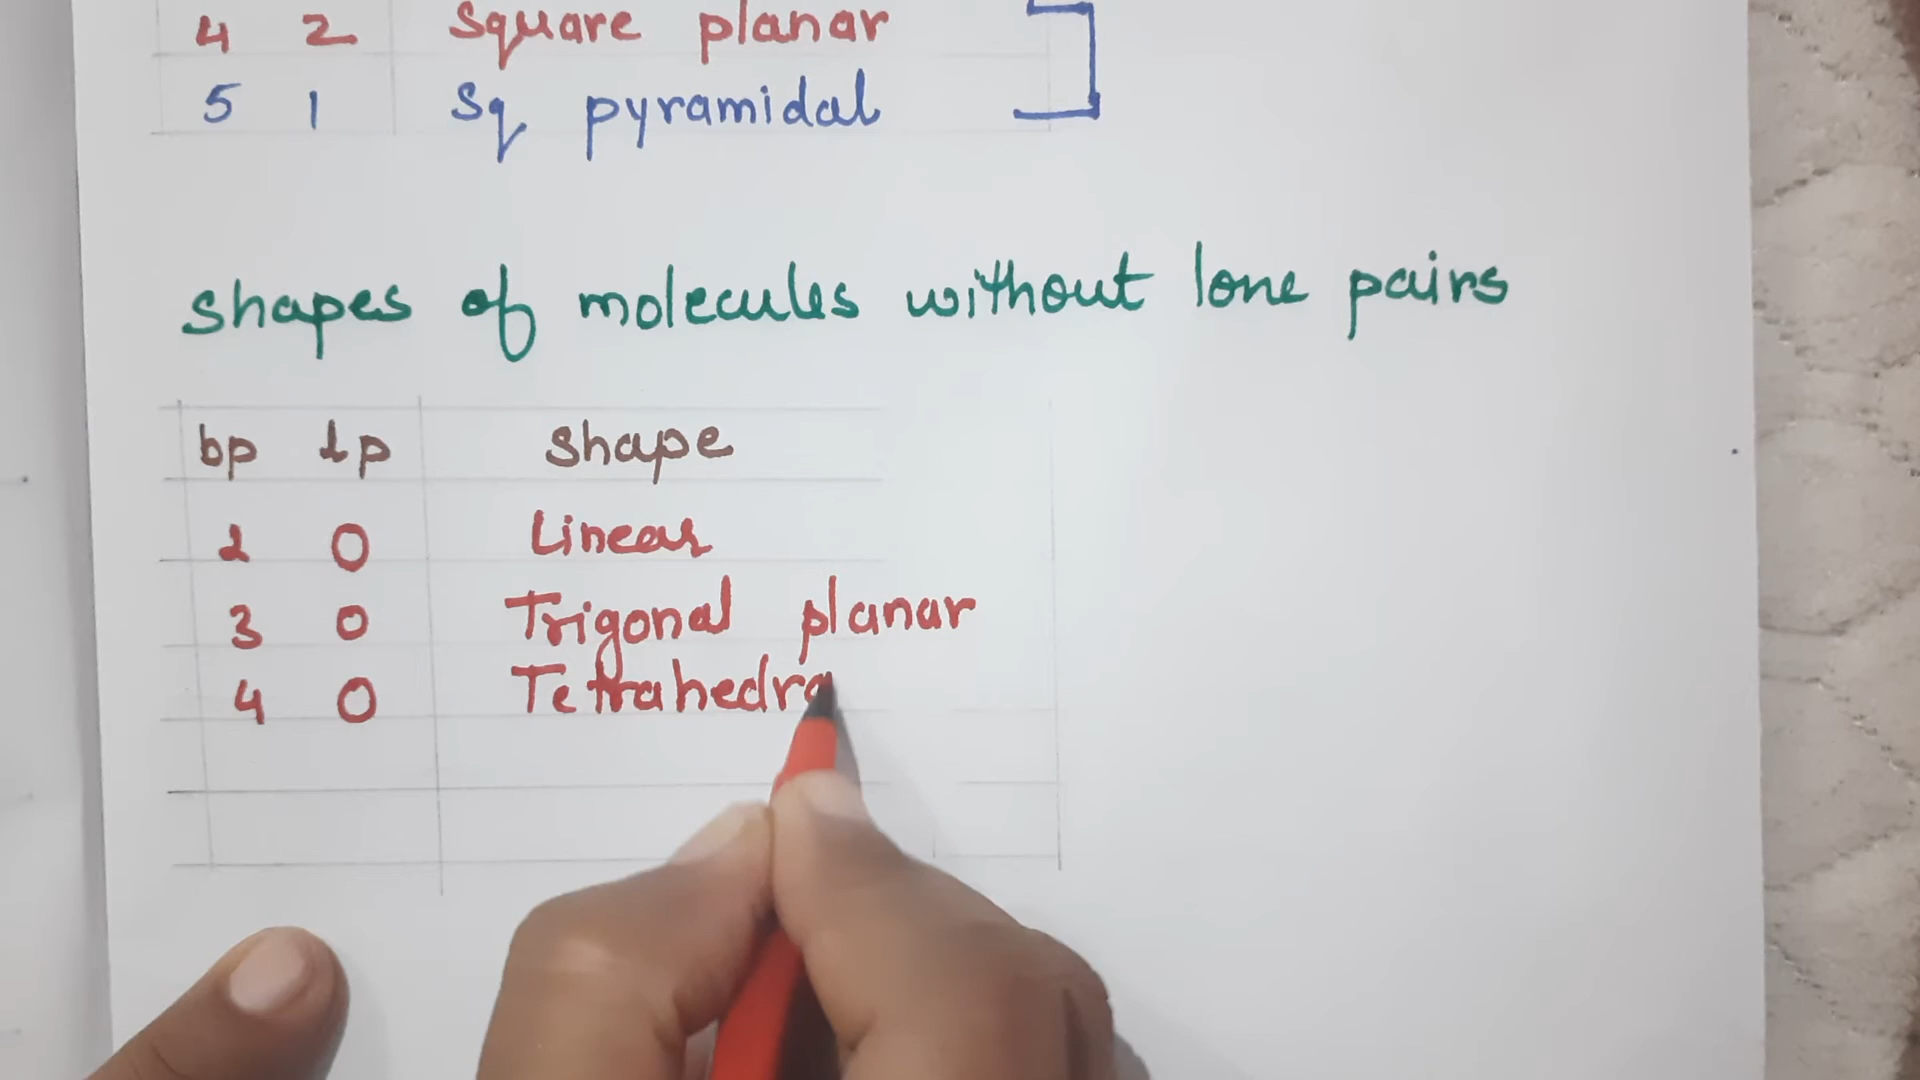 4 2 Square planar
5 1 Sq pyramidal
shapes of molecules without lone pairs
bp lp shape
2 0 Linear
3 0 Trigonal planar
4 0 Tetrahedra